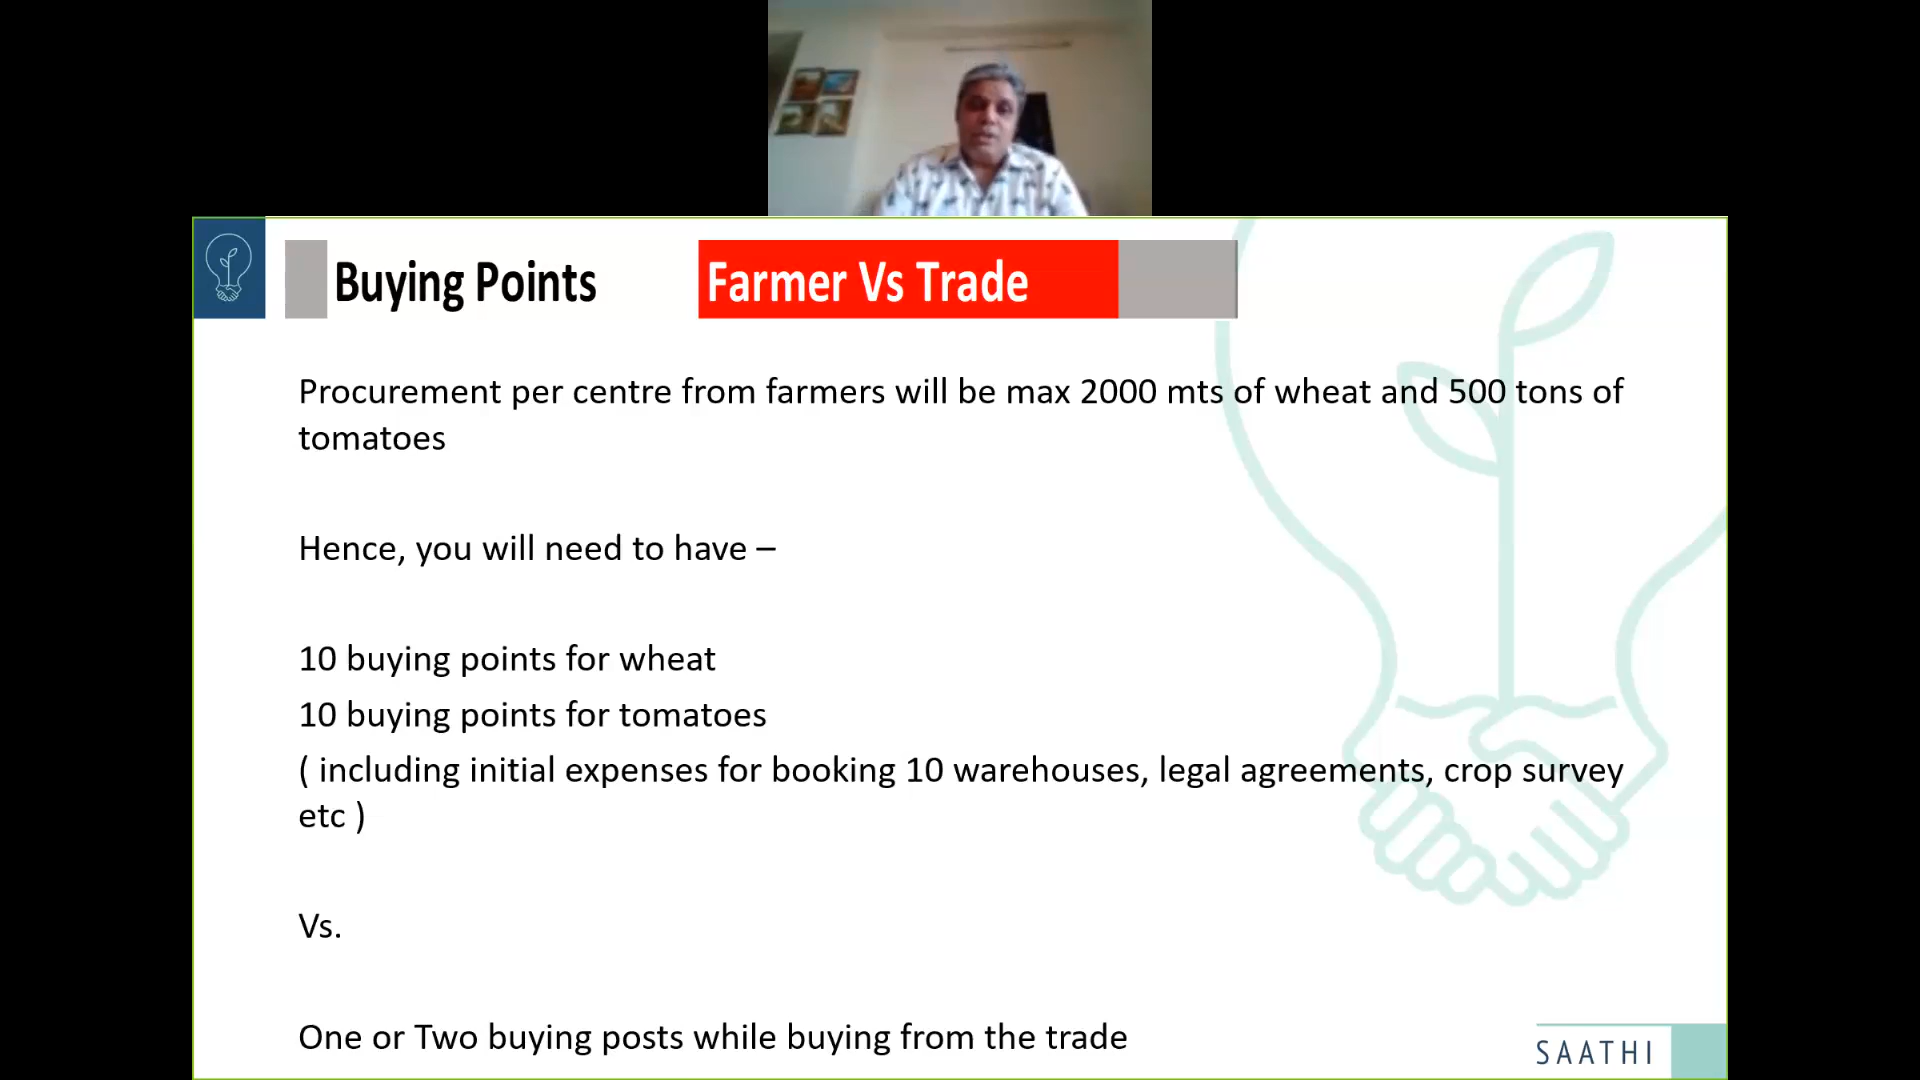 Buying Points
Farmer Vs Trade
Procurement per centre from farmers will be max 2000 mts of wheat and 500 tons of
tomatoes
Hence, you will need to have –
10 buying points for wheat
10 buying points for tomatoes
( including initial expenses for booking 10 warehouses, legal agreements, crop survey
etc )
Vs.
One or Two buying posts while buying from the trade
SAATHI